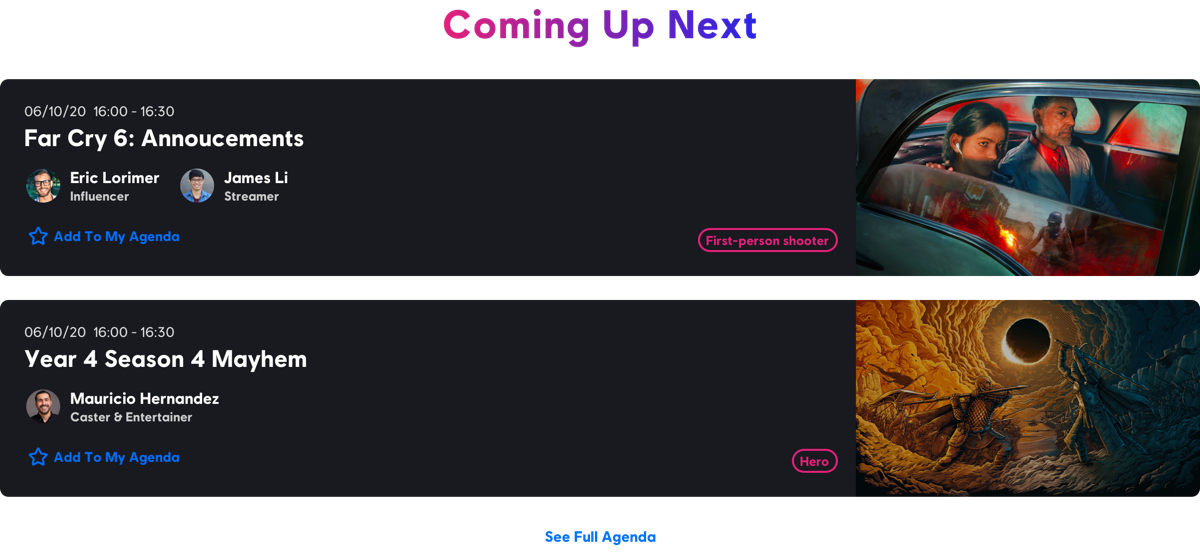 Coming Up Next
06/10/20 16:00 - 16:30
Far Cry 6: Annoucements
Eric Lorimer
Influencer
James Li
Streamer
Add To My Agenda
First-person shooter
06/10/20 16:00 - 16:30
Year 4 Season 4 Mayhem
Mauricio Hernandez
Caster & Entertainer
Add To My Agenda
Hero
See Full Agenda